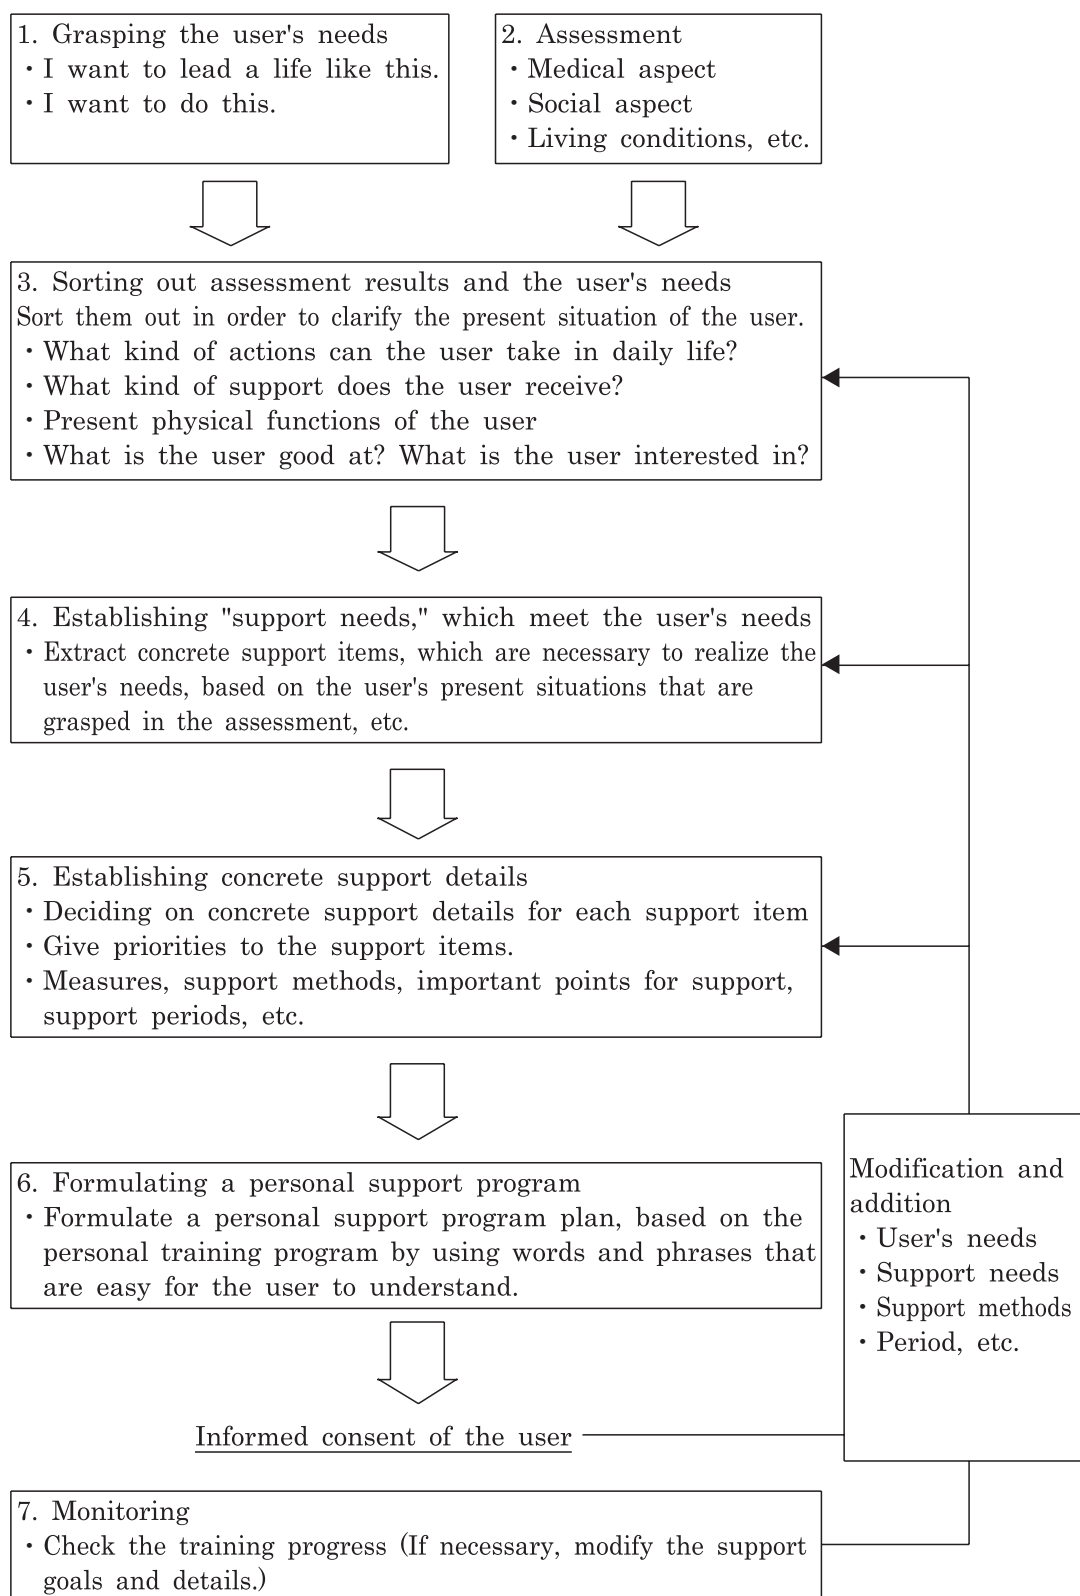 1. Grasping the user's needs
・I want to lead a life like this.
・I want to do this.
2. Assessment
・Medical aspect
・Social aspect
・Living conditions, etc.
3. Sorting out assessment results and the user's needs
Sort them out in order to clarify the present situation of the user.
・What kind of actions can the user take in daily life?
・What kind of support does the user receive?
・Present physical functions of the user
・What is the user good at? What is the user interested in?
4. Establishing "support needs," which meet the user's needs
・Extract concrete support items, which are necessary to realize the
user's needs, based on the user's present situations that are
grasped in the assessment, etc.
5. Establishing concrete support details
・Deciding on concrete support details for each support item
・Give priorities to the support items.
・Measures, support methods, important points for support,
support periods, etc.
6. Formulating a personal support program
・Formulate a personal support program plan, based on the
personal training program by using words and phrases that
are easy for the user to understand.
Modification and
addition
・User's needs
・Support needs
・Support methods
・Period, etc.
Informed consent of the user
7. Monitoring
・Check the training progress (If necessary, modify the support
goals and details.)